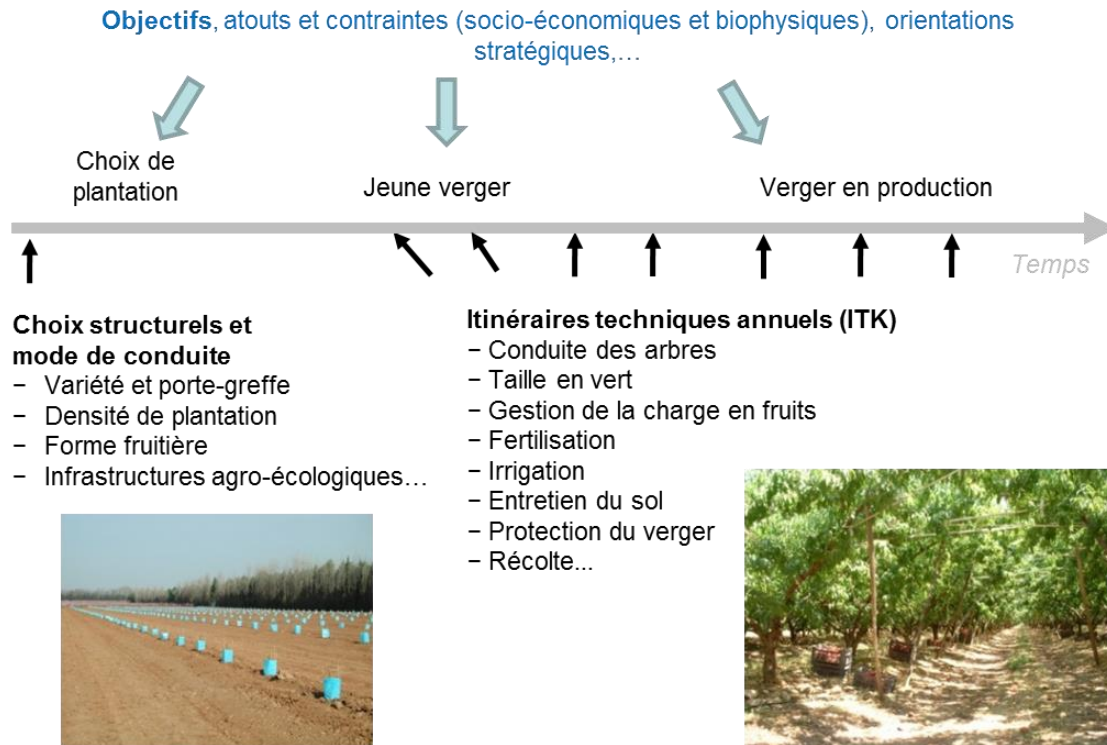 Objectifs, atouts et contraintes (socio-économiques et biophysiques), orientations
stratégiques,…
Choix de
plantation
Jeune verger
Verger en production
Temps
Choix structurels et
mode de conduite
− Variété et porte-greffe
− Densité de plantation
− Forme fruitière
− Infrastructures agro-écologiques…
Itinéraires techniques annuels (ITK)
− Conduite des arbres
− Taille en vert
− Gestion de la charge en fruits
− Fertilisation
− Irrigation
− Entretien du sol
− Protection du verger
− Récolte...